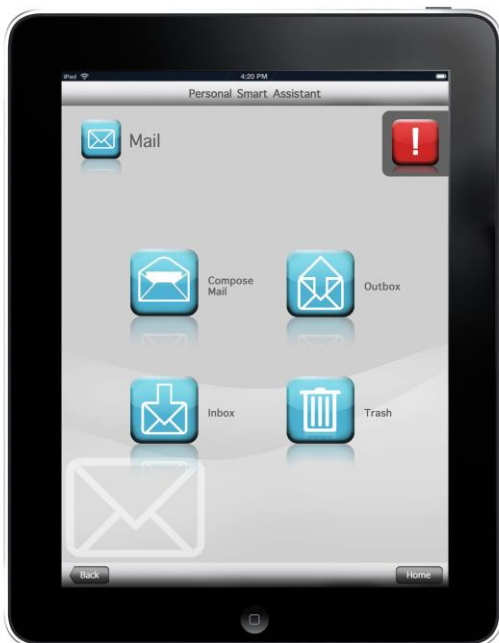 iPad 4:20 PM
Personal Smart Assistant
Mail
!
Compose
Mail
Outbox
Inbox
Trash
Back Home